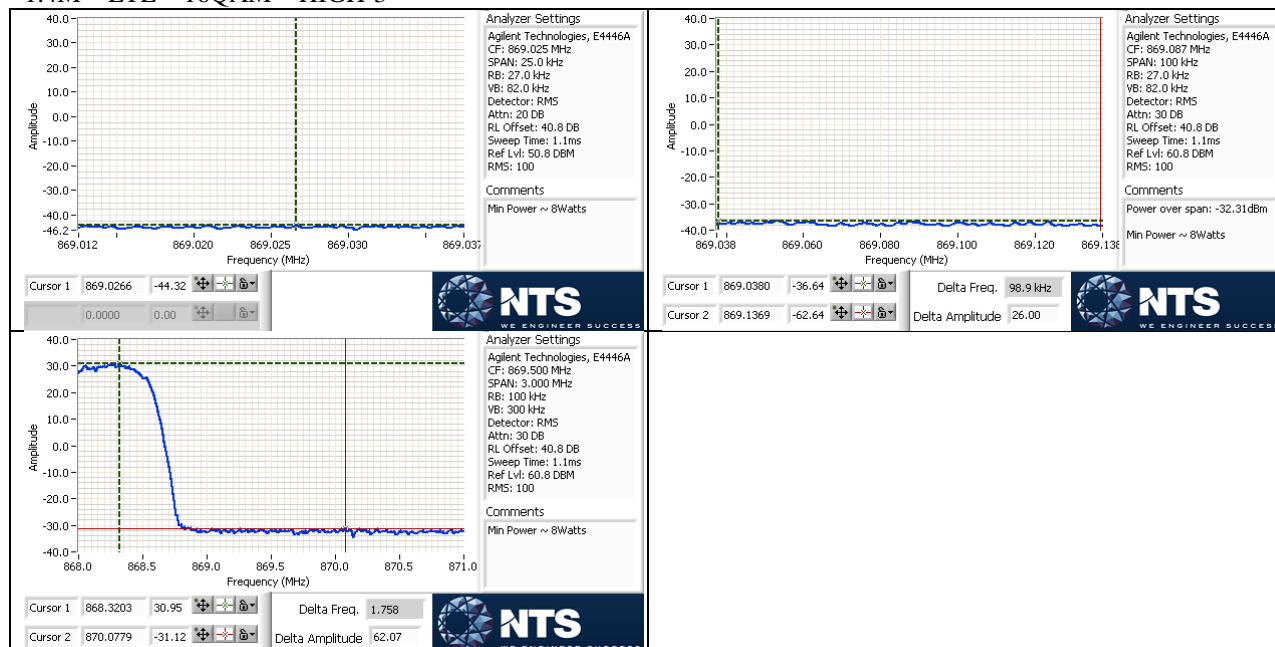 1.4M – LTE – 16QAM – HIGH-3
40.0
30.0
20.0
10.0
0.0
-10.0
-20.0
-30.0
-40.0
-46.2
Amplitude
869.012
869.020
869.025
869.030
869.037
Frequency (MHz)
Analyzer Settings
Agilent Technologies, E4446A
CF: 869.025 MHz
SPAN: 25.0 kHz
RB: 27.0 kHz
VB: 82.0 kHz
Detector: RMS
Attn: 20 DB
RL Offset: 40.8 DB
Sweep Time: 1.1ms
Ref Lvl: 50.8 DBM
RMS: 100
Comments
Min Power ~ 8Watts
Cursor 1 869.0266 -44.32
0.0000 0.00
NTS
WE ENGINEER SUCCESS
40.0
30.0
20.0
10.0
0.0
-10.0
-20.0
-30.0
-40.0
Amplitude
869.038
869.060
869.080
869.100
869.120
869.138
Frequency (MHz)
Analyzer Settings
Agilent Technologies, E4446A
CF: 869.087 MHz
SPAN: 100 kHz
RB: 27.0 kHz
VB: 82.0 kHz
Detector: RMS
Attn: 30 DB
RL Offset: 40.8 DB
Sweep Time: 1.1ms
Ref Lvl: 60.8 DBM
RMS: 100
Comments
Power over span: -32.31dBm
Min Power ~ 8Watts
Cursor 1 869.0380 -36.64
Cursor 2 869.1369 -62.64
Delta Freq. 98.9 kHz
Delta Amplitude 26.00
NTS
WE ENGINEER SUCCESS
40.0
30.0
20.0
10.0
0.0
-10.0
-20.0
-30.0
-40.0
Amplitude
868.0
868.5
869.0
869.5
870.0
870.5
871.0
Frequency (MHz)
Analyzer Settings
Agilent Technologies, E4446A
CF: 869.500 MHz
SPAN: 3.000 MHz
RB: 100 kHz
VB: 300 kHz
Detector: RMS
Attn: 30 DB
RL Offset: 40.8 DB
Sweep Time: 1.1ms
Ref Lvl: 60.8 DBM
RMS: 100
Comments
Min Power ~ 8Watts
Cursor 1 868.3203 30.95
Cursor 2 870.0779 -31.12
Delta Freq. 1.758
Delta Amplitude 62.07
NTS